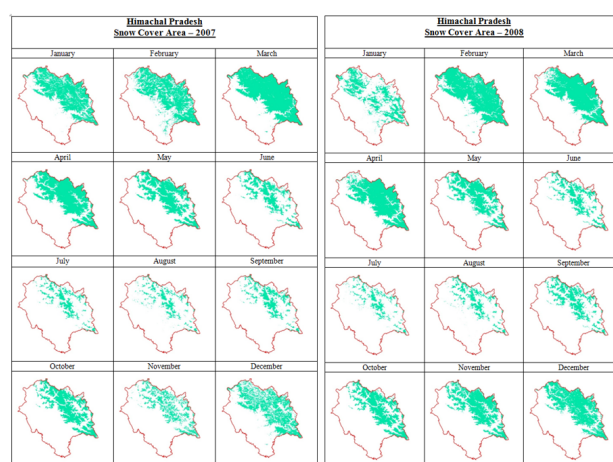 Himachal Pradesh
Snow Cover Area – 2007
January February March
April May June
July August September
October November December
Himachal Pradesh
Snow Cover Area – 2008
January February March
April May June
July August September
October November December